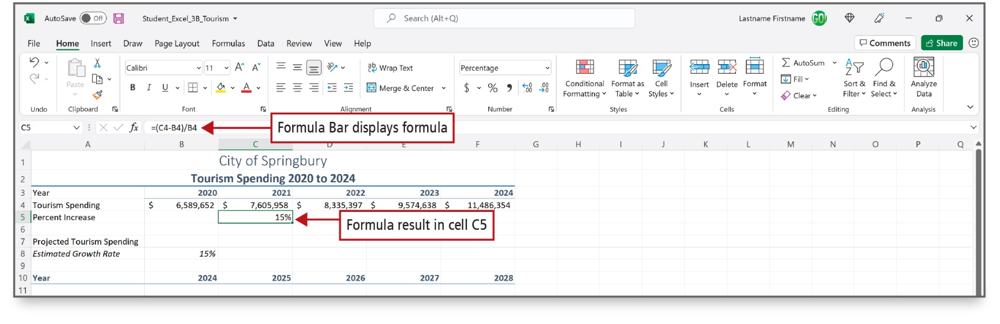 AutoSave Off Student_Excel_3B_Tourism Search (Alt+Q) Lastname Firstname GO
File Home Insert Draw Page Layout Formulas Data Review View Help Comments Share
Paste
Undo
Clipboard
Calibri 11
B I U A
Font
Wrap Text
Merge & Center
Alignment
Percentage
$ % 9 .00 .00
Number
Conditional Formatting
Format as Table
Cell Styles
Styles
Insert Delete Format
Cells
AutoSum
Fill
Clear
Sort & Filter
Find & Select
Editing
Analyze Data
Analysis
C5 fx =(C4-B4)/B4
Formula Bar displays formula
A B C D E F G H I J K L M N O P Q
1 City of Springbury
2 Tourism Spending 2020 to 2024
3 Year 2020 2021 2022 2023 2024
4 Tourism Spending $ 6,589,652 $ 7,605,958 $ 8,335,397 $ 9,574,638 $ 11,486,354
5 Percent Increase 15%
Formula result in cell C5
6
7 Projected Tourism Spending
8 Estimated Growth Rate 15%
9
10 Year 2024 2025 2026 2027 2028
11